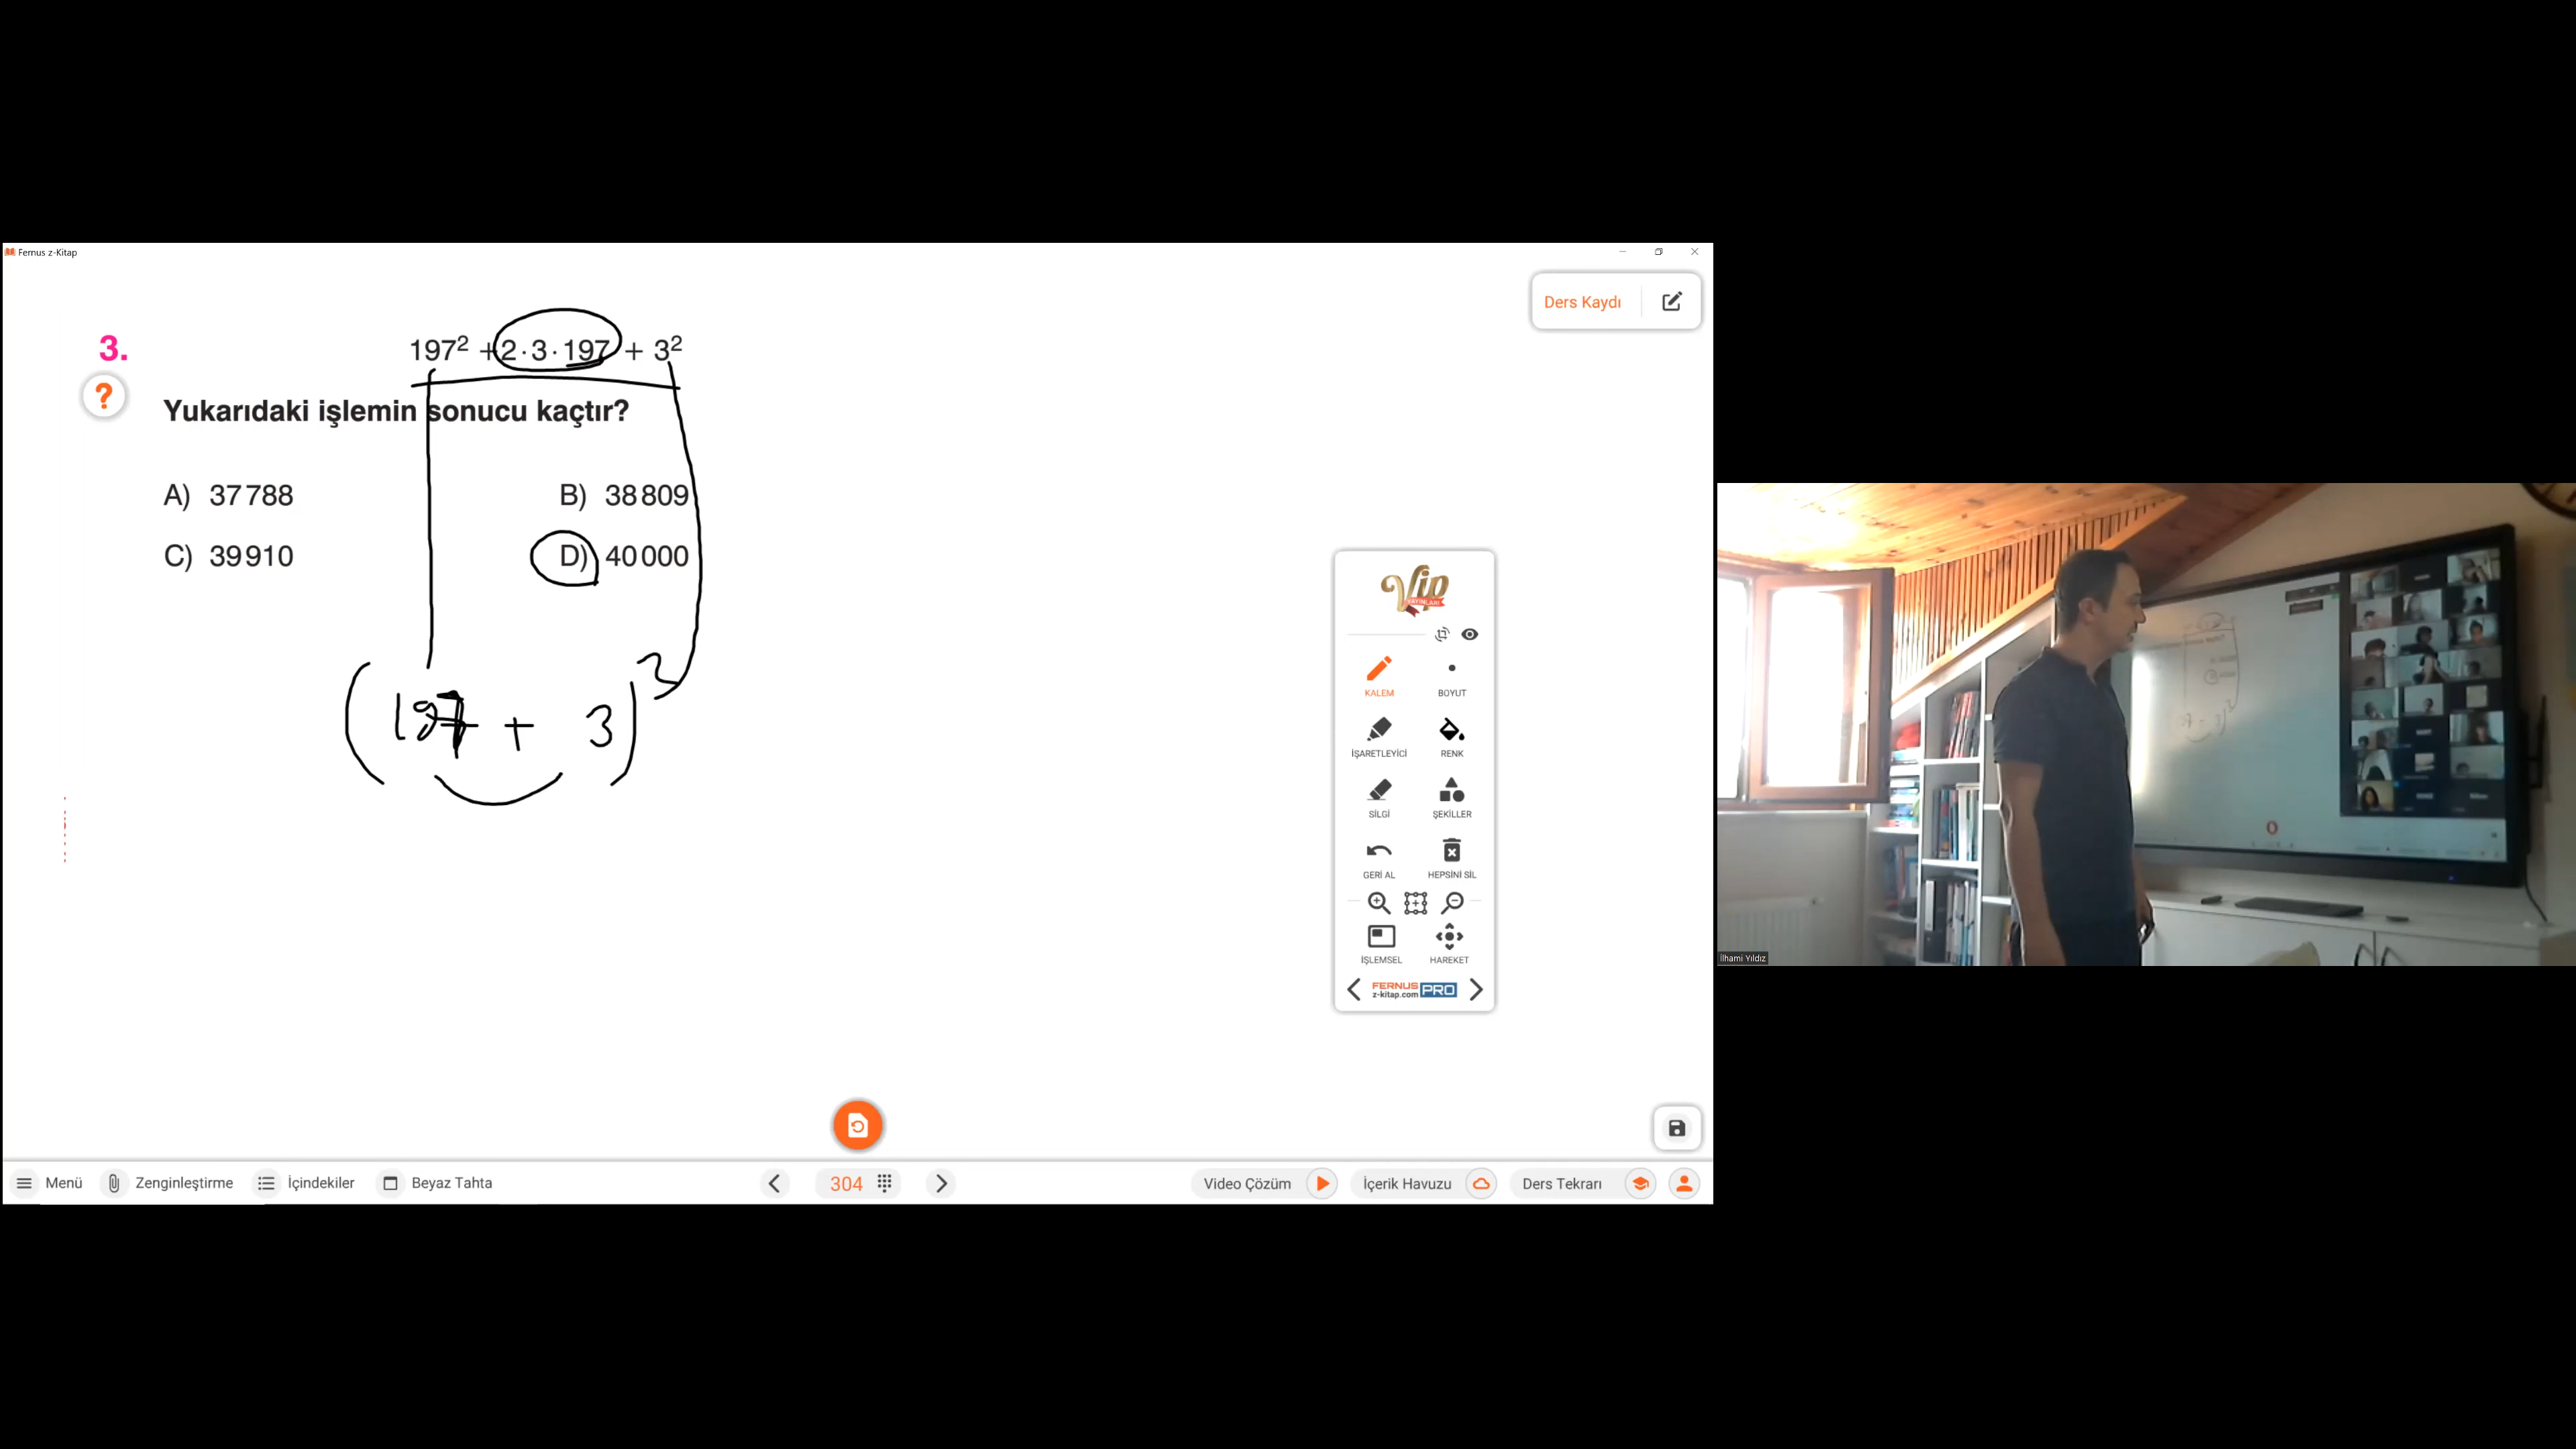 Fernus z-Kitap
Ders Kaydı
3.
197² + 2·3·197 + 3²
?
Yukarıdaki işlemin sonucu kaçtır?
A) 37788
B) 38809
C) 39910
D) 40000
(197 + 3)²
Vip
YAYINLARI
KALEM
BOYUT
İŞARETLEYİCİ
RENK
SİLGİ
ŞEKİLLER
GERİ AL
HEPSİNİ SİL
İŞLEMSEL
HAREKET
FERNUS
z-kitap.com PRO
İlhami Yıldız
Menü
Zenginleştirme
İçindekiler
Beyaz Tahta
304
Video Çözüm
İçerik Havuzu
Ders Tekrarı